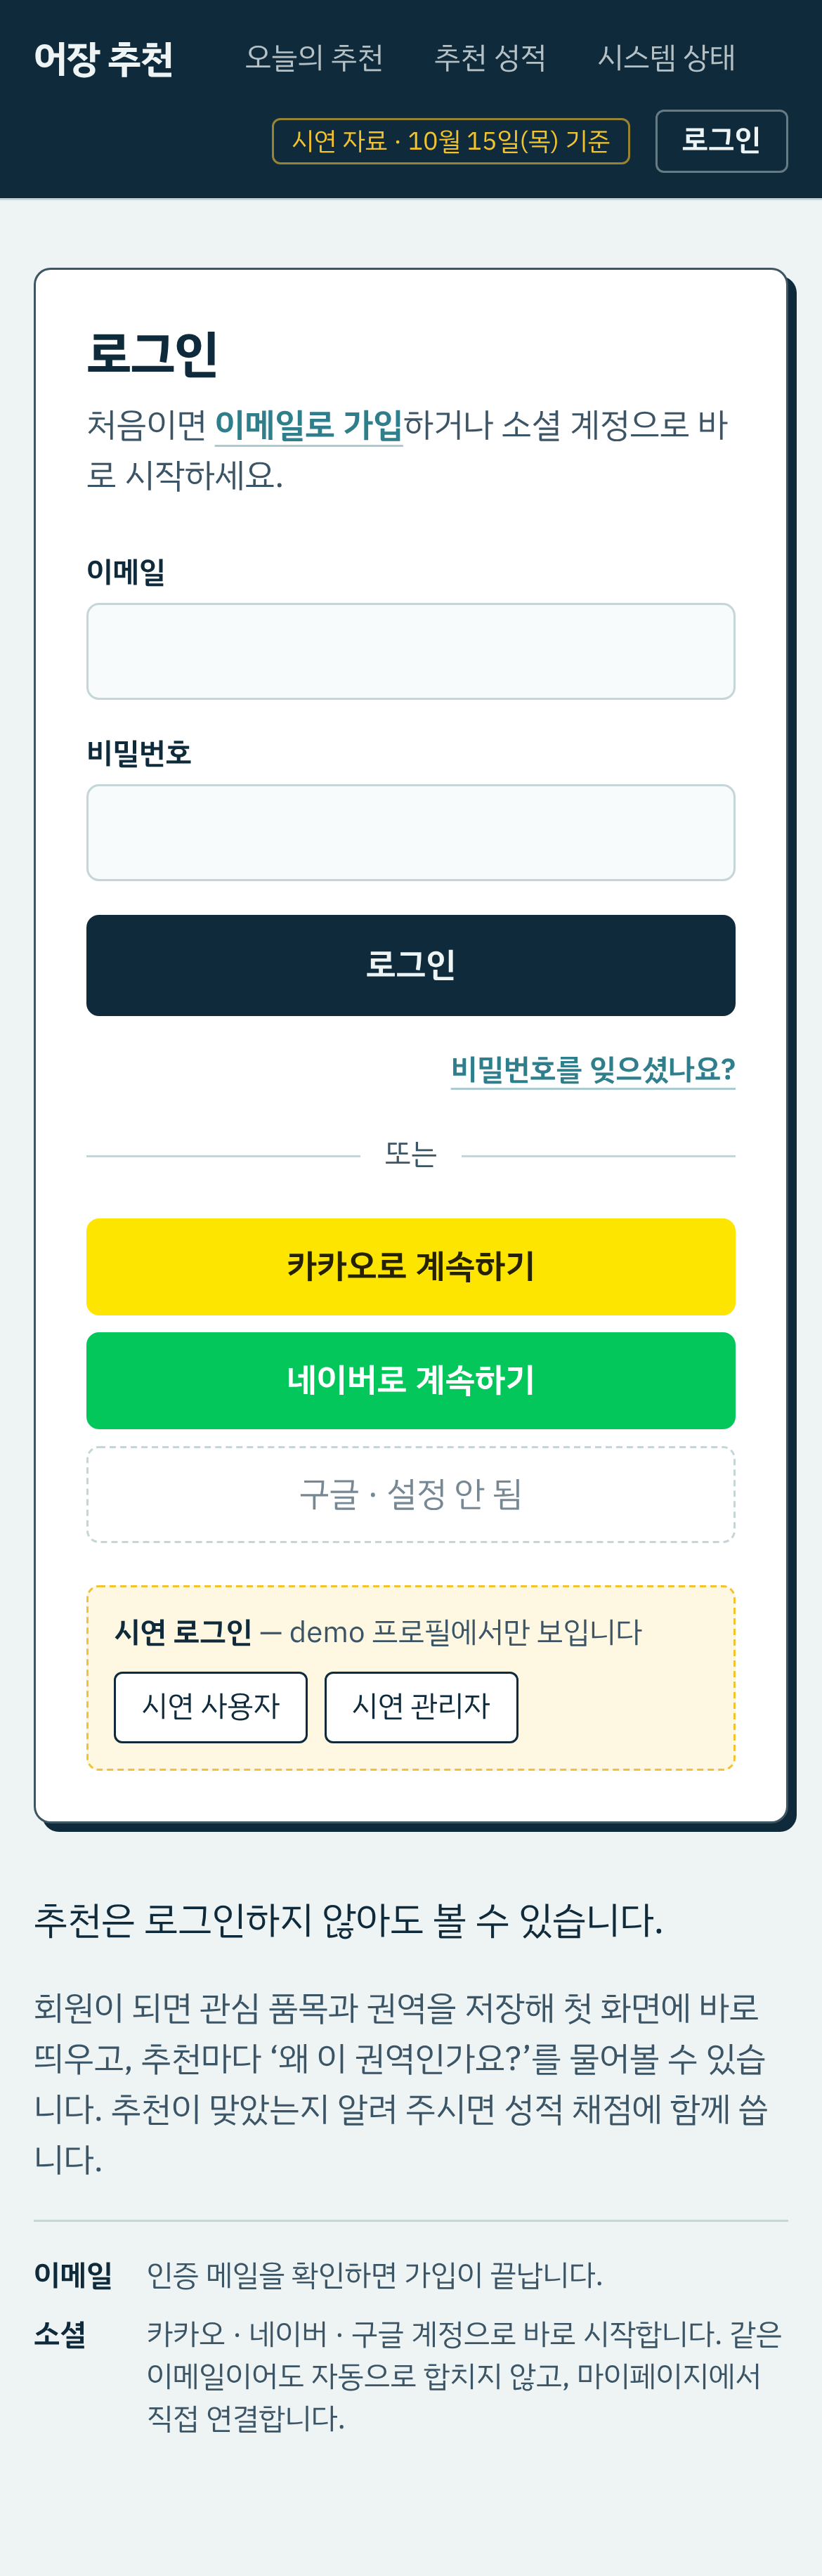 어장 추천 오늘의 추천 추천 성적 시스템 상태
시연 자료 · 10월 15일(목) 기준 로그인
로그인
처음이면 이메일로 가입하거나 소셜 계정으로 바
로 시작하세요.
이메일
비밀번호
로그인
비밀번호를 잊으셨나요?
또는
카카오로 계속하기
네이버로 계속하기
구글 · 설정 안 됨
시연 로그인 — demo 프로필에서만 보입니다
시연 사용자 시연 관리자
추천은 로그인하지 않아도 볼 수 있습니다.
회원이 되면 관심 품목과 권역을 저장해 첫 화면에 바로
띄우고, 추천마다 ‘왜 이 권역인가요?’를 물어볼 수 있습
니다. 추천이 맞았는지 알려 주시면 성적 채점에 함께 씁
니다.
이메일 인증 메일을 확인하면 가입이 끝납니다.
소셜 카카오 · 네이버 · 구글 계정으로 바로 시작합니다. 같은
이메일이어도 자동으로 합치지 않고, 마이페이지에서
직접 연결합니다.